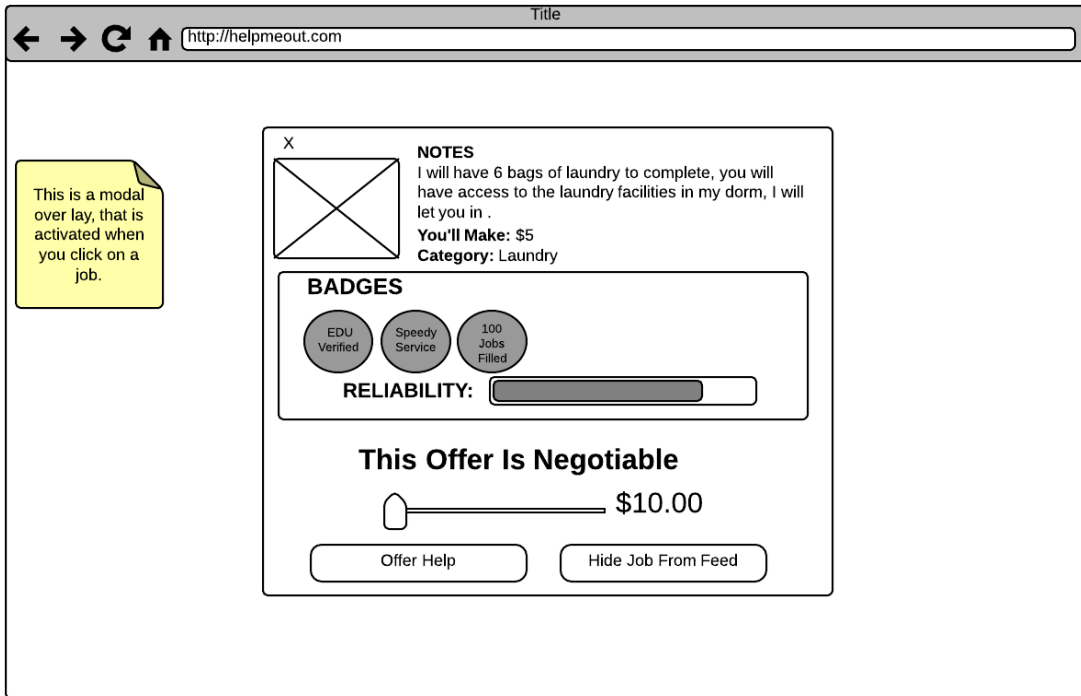 Title
http://helpmeout.com
This is a modal
over lay, that is
activated when
you click on a
job.
X
NOTES
I will have 6 bags of laundry to complete, you will
have access to the laundry facilities in my dorm, I will
let you in .
You'll Make: $5
Category: Laundry
BADGES
EDU
Verified
Speedy
Service
100
Jobs
Filled
RELIABILITY:
This Offer Is Negotiable
$10.00
Offer Help
Hide Job From Feed